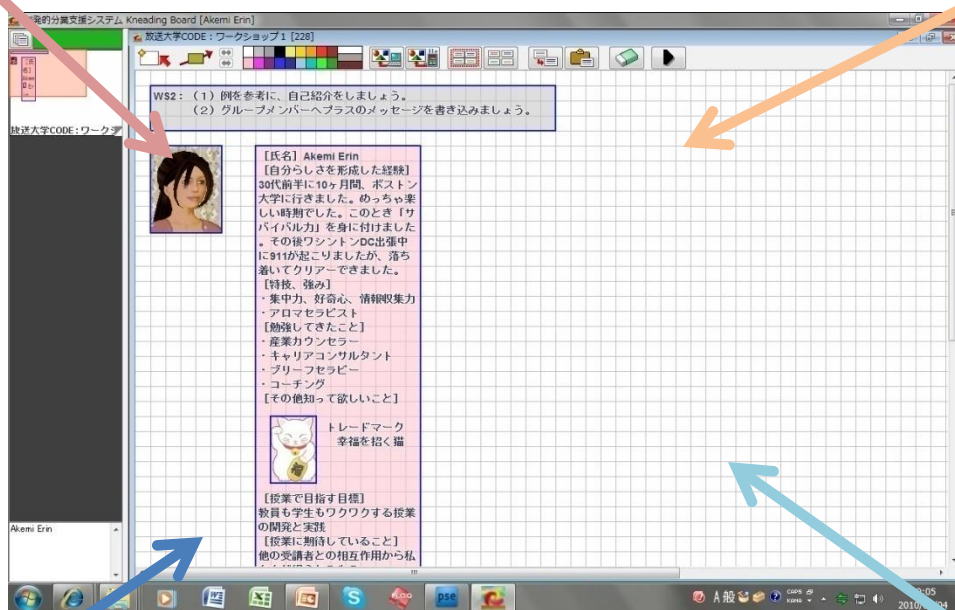 発的分業支援システム Kneading Board [Akemi Erin]
放送大学CODE：ワークショップ1 [228]
WS2：（1）例を参考に、自己紹介をしましょう。
（2）グループメンバーへプラスのメッセージを書き込みましょう。
放送大学CODE：ワークシ
［氏名］Akemi Erin
［自分らしさを形成した経験］
30代前半に10ヶ月間、ボストン
大学に行きました。めっちゃ楽
しい時期でした。このとき「サ
バイバル力」を身に付けました
。その後ワシントンDC出張中
に911が起こりましたが、落ち
着いてクリアーできました。
［特技、強み］
・集中力、好奇心、情報収集力
・アロマセラピスト
［勉強してきたこと］
・産業カウンセラー
・キャリアコンサルタント
・ブリーフセラピー
・コーチング
［その他知って欲しいこと］
トレードマーク
幸福を招く猫
福
［授業で目指す目標］
教員も学生もワクワクする授業
の開発と実践
［授業に期待していること］
他の受講者との相互作用から私
Akemi Erin
pse
A 般
CAPS
KANA